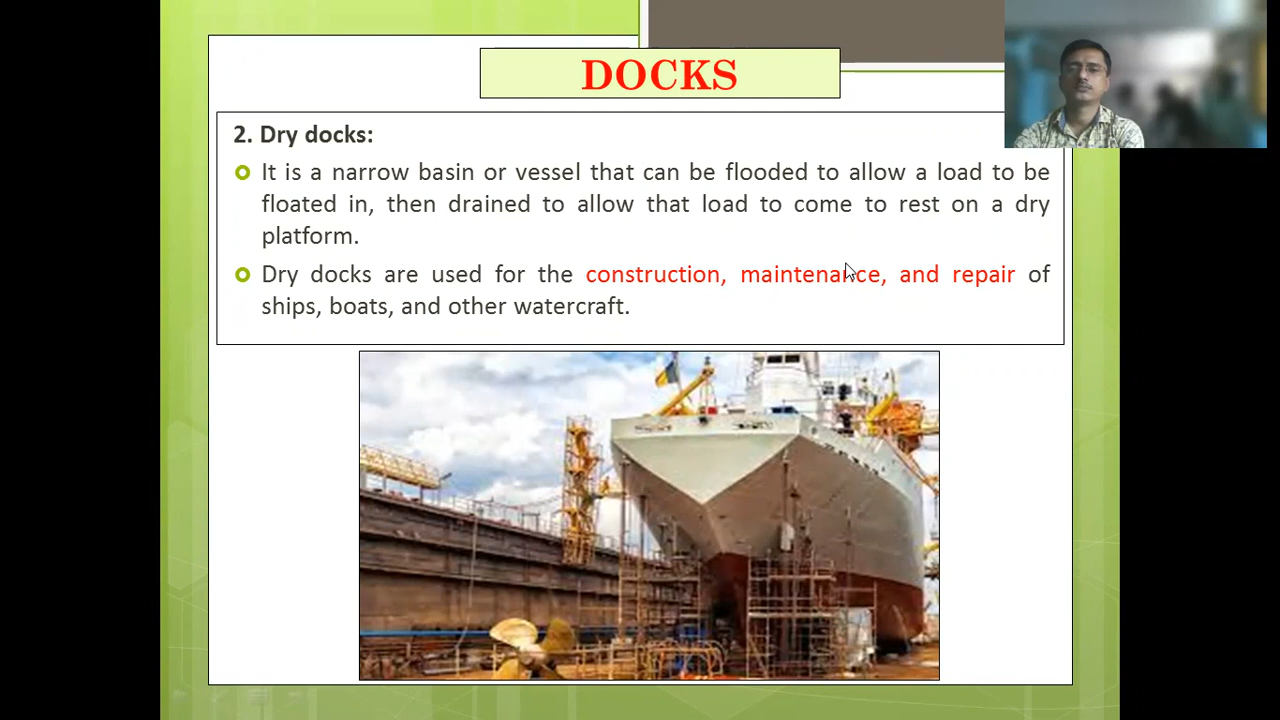 DOCKS
2. Dry docks:
It is a narrow basin or vessel that can be flooded to allow a load to be
floated in, then drained to allow that load to come to rest on a dry
platform.
Dry docks are used for the construction, maintenance, and repair of
ships, boats, and other watercraft.